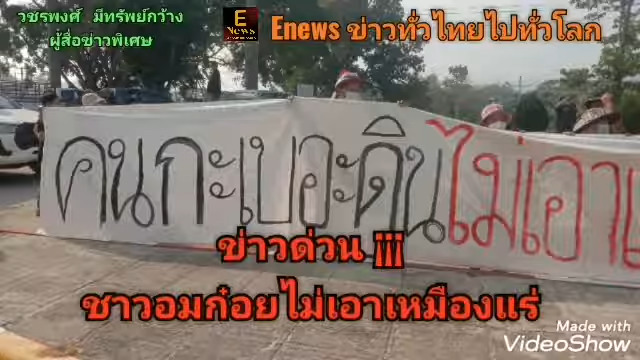 วชรพงศ์ มีทรัพย์กว้าง
ผู้สื่อข่าวพิเศษ
E
News
Enews ข่าวทั่วไทยไปทั่วโลก
คนกะเบอะดินไม่เอาเ
ข่าวด่วน ¡¡¡
ชาวอมก๋อยไม่เอาเหมืองแร่
Made with
VideoShow